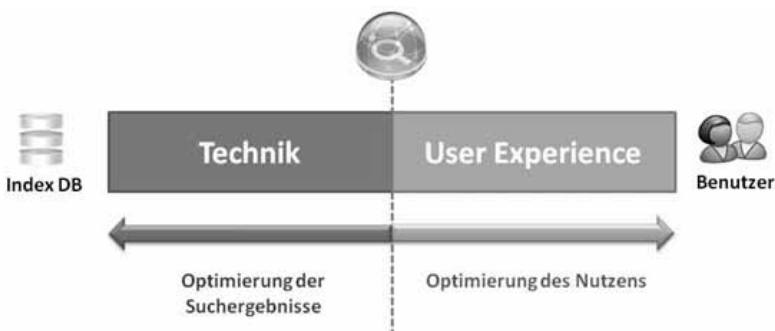 Technik
User Experience
Index DB
Benutzer
Optimierung der
Suchergebnisse
Optimierung des Nutzens